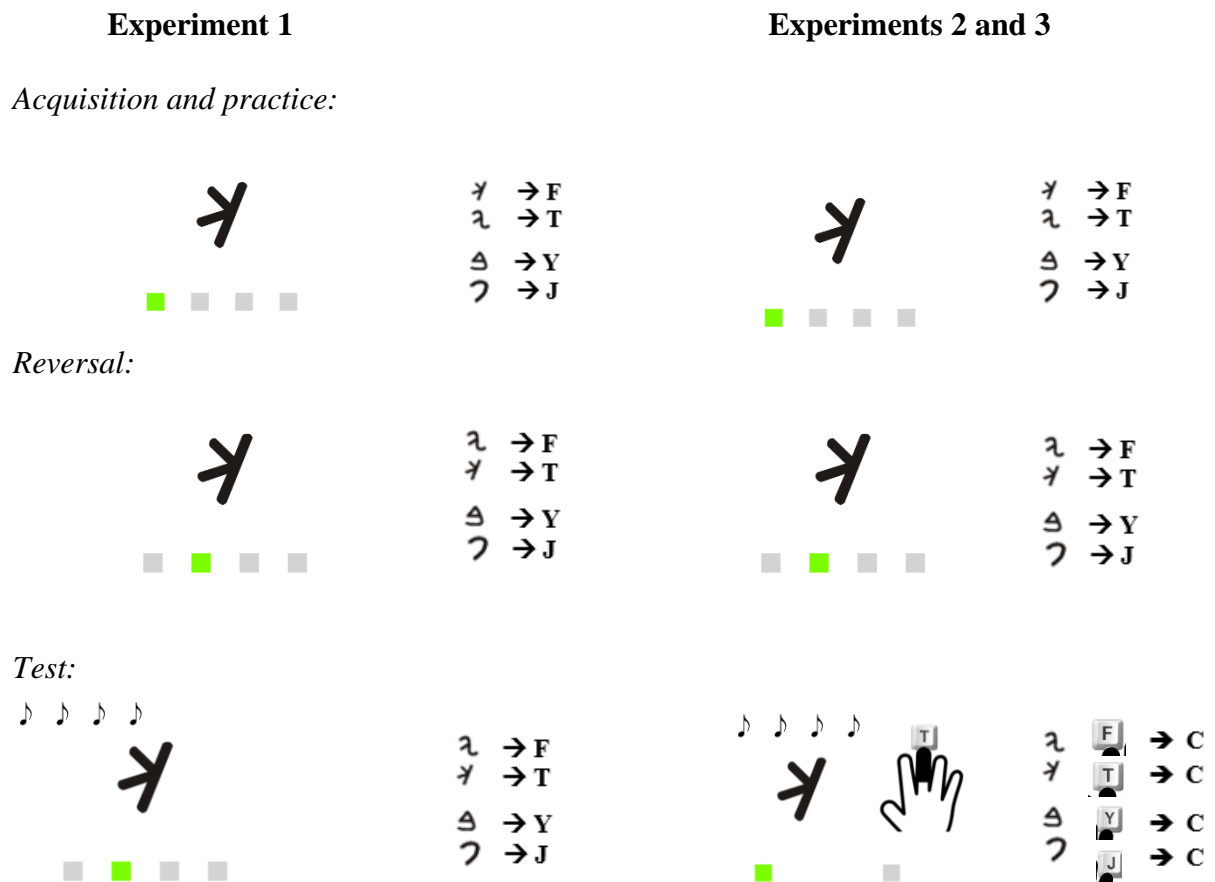 Experiment 1
Experiments 2 and 3
Acquisition and practice:
→ F
→ T
→ Y
→ J
→ F
→ T
→ Y
→ J
Reversal:
→ F
→ T
→ Y
→ J
→ F
→ T
→ Y
→ J
Test:
♪ ♪ ♪ ♪
→ F
→ T
→ Y
→ J
♪ ♪ ♪ ♪
T
F → C
T → C
Y → C
J → C